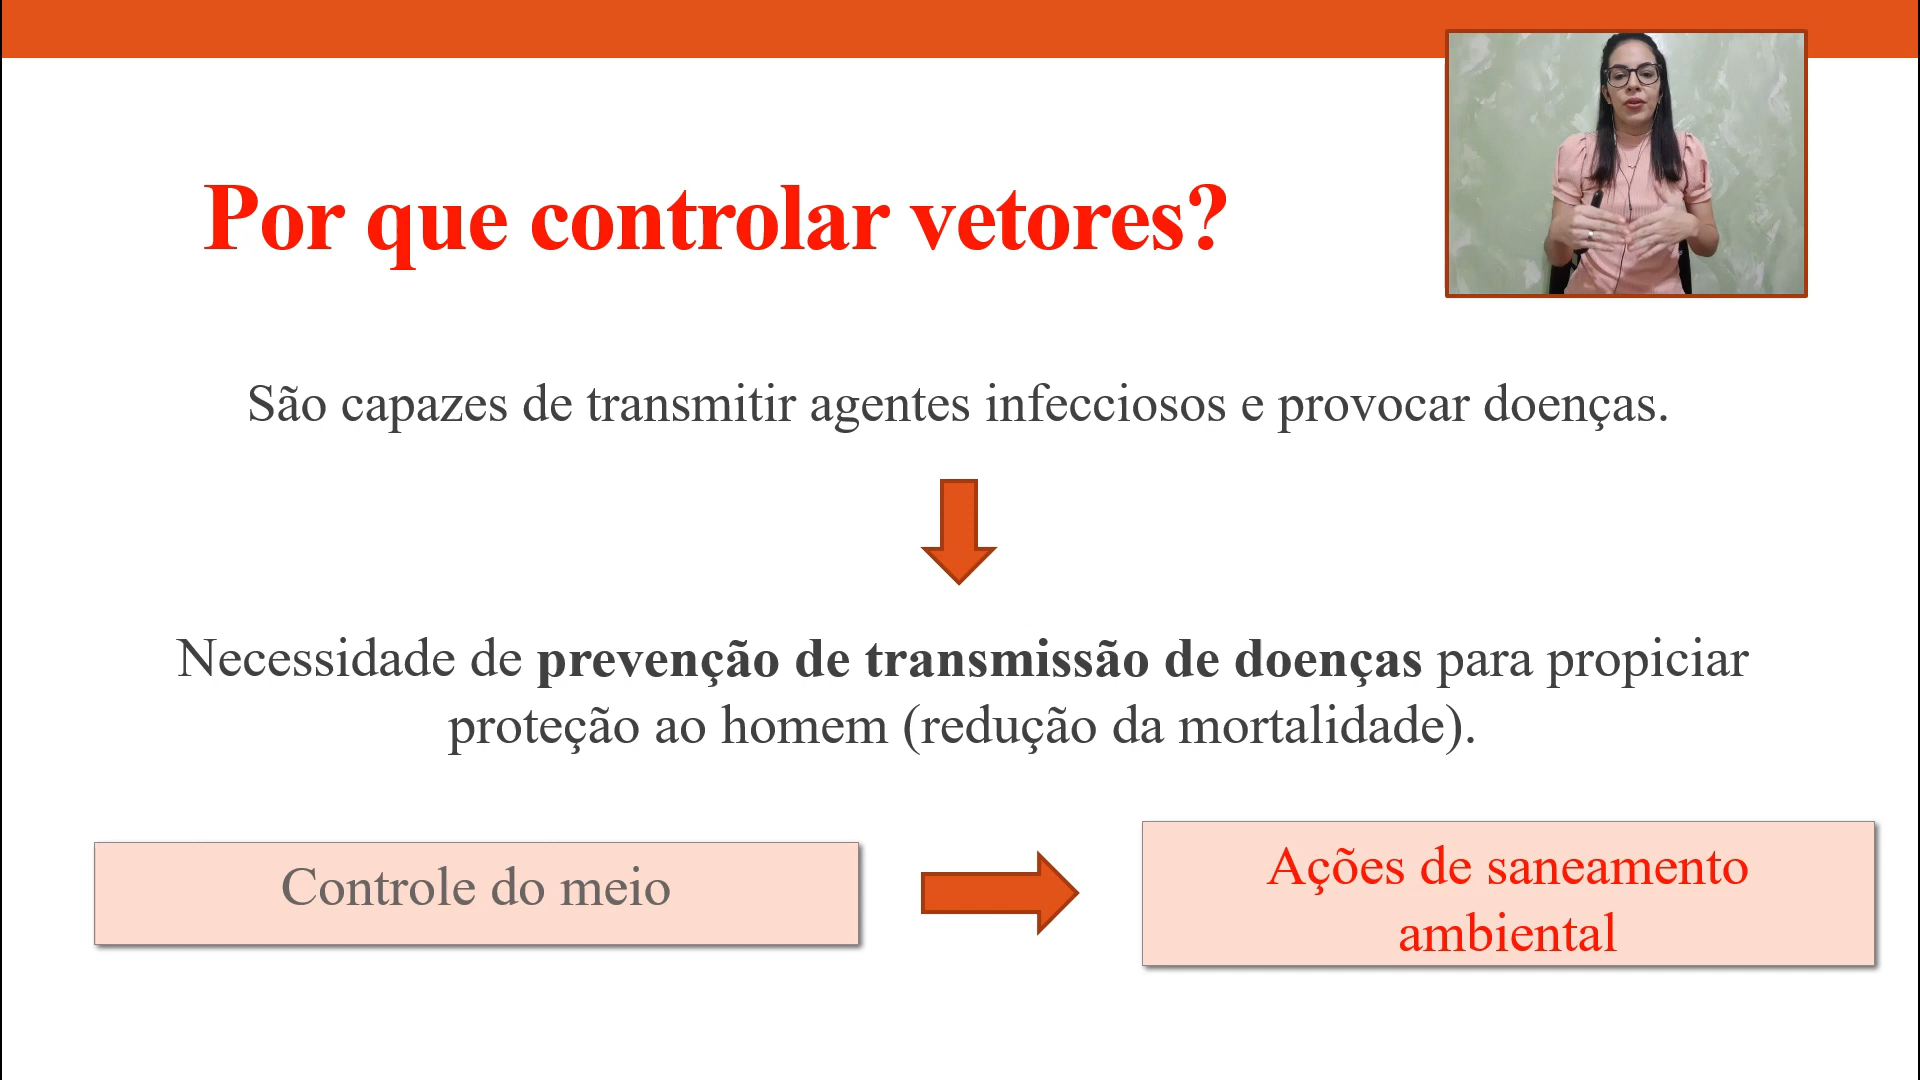 Por que controlar vetores?
São capazes de transmitir agentes infecciosos e provocar doenças.
Necessidade de prevenção de transmissão de doenças para propiciar
proteção ao homem (redução da mortalidade).
Controle do meio
Ações de saneamento
ambiental